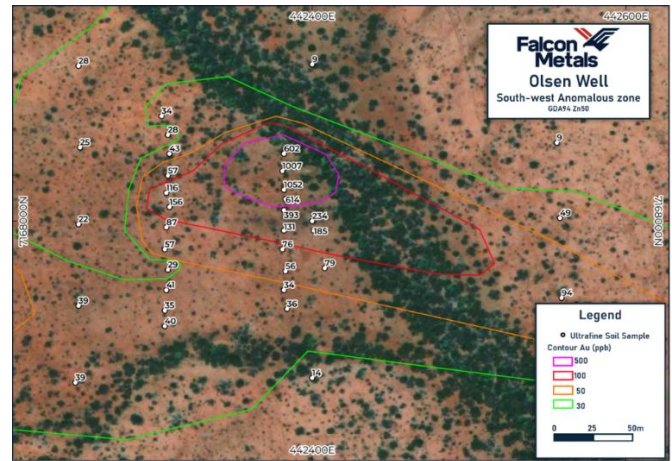 442400E
442600E
Falcon
Metals
Olsen Well
South-west Anomalous zone
GDA94 Zn50
28
9
34
28
43
25
9
602
57
1007
116
1052
156
614
7168000N
22
87
393
234
131
185
49
7168000N
57
76
29
56
79
41
34
94
39
35
36
40
39
14
442400E
Legend
Ultrafine Soil Sample
Contour Au (ppb)
500
100
50
30
0 25 50m